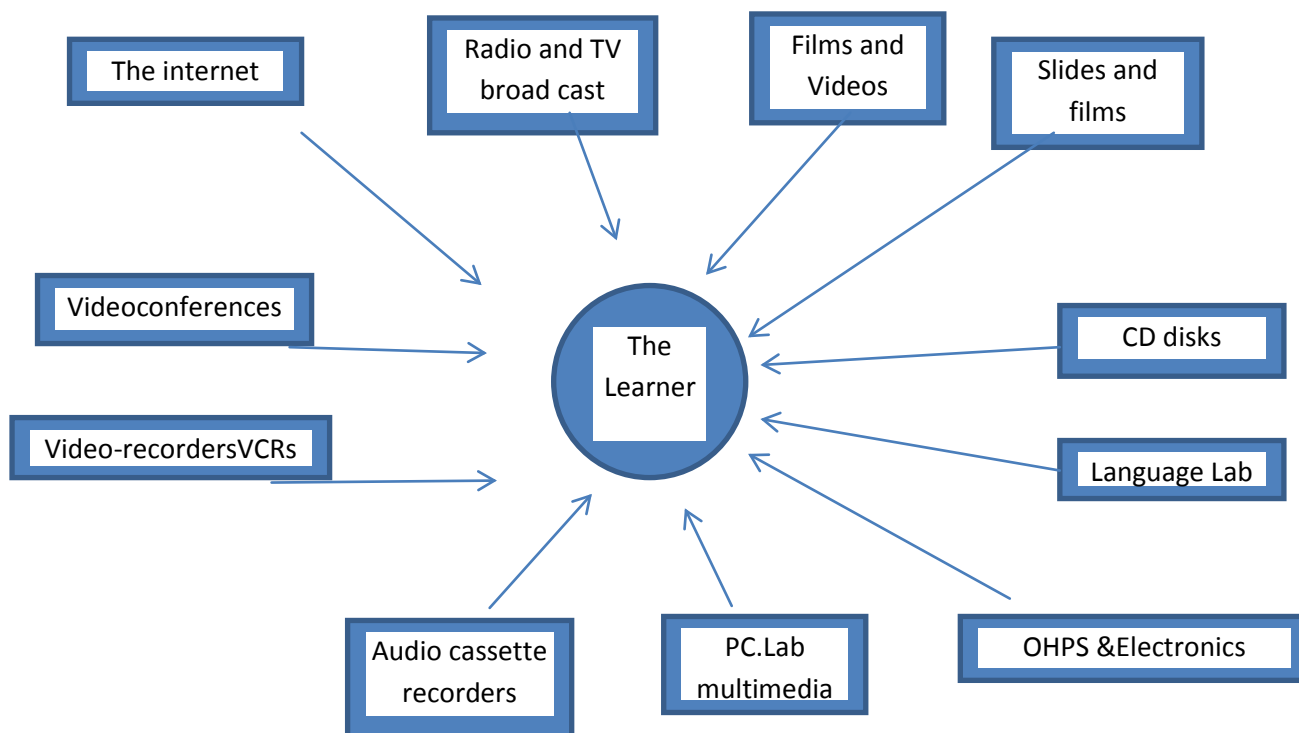 The internet
Radio and TV
broad cast
Films and
Videos
Slides and
films
Videoconferences
The
Learner
CD disks
Video-recordersVCRs
Language Lab
Audio cassette
recorders
PC.Lab
multimedia
OHPS &Electronics